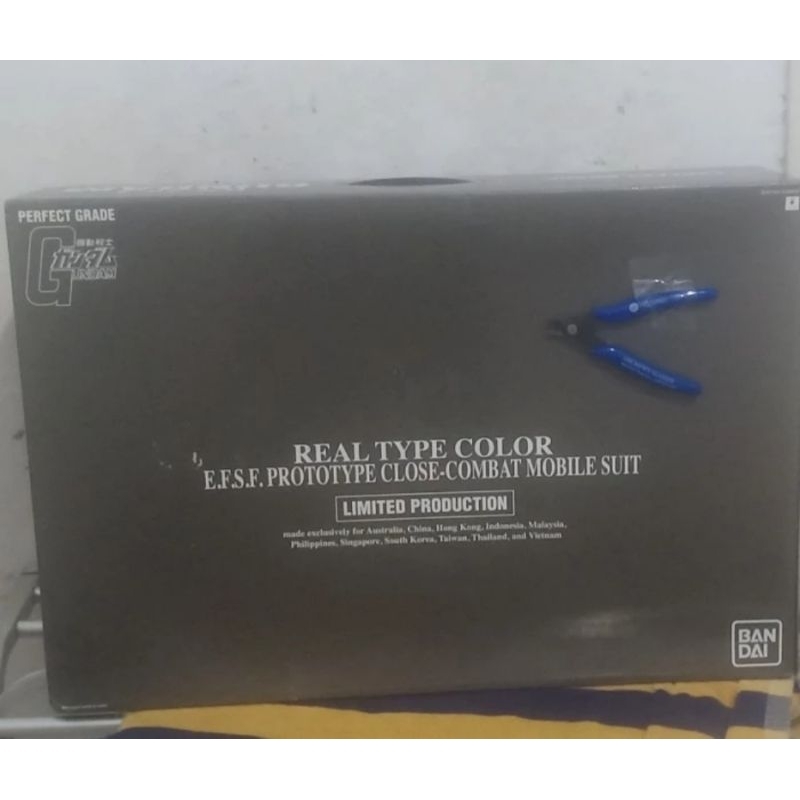 PERFECT GRADE
機動戦士
ガンダム
GUNDAM
REAL TYPE COLOR
E.F.S.F. PROTOTYPE CLOSE-COMBAT MOBILE SUIT
LIMITED PRODUCTION
made exclusively for Australia, China, Hong Kong, Indonesia, Malaysia,
Philippines, Singapore, South Korea, Taiwan, Thailand, and Vietnam
BAN
DAI